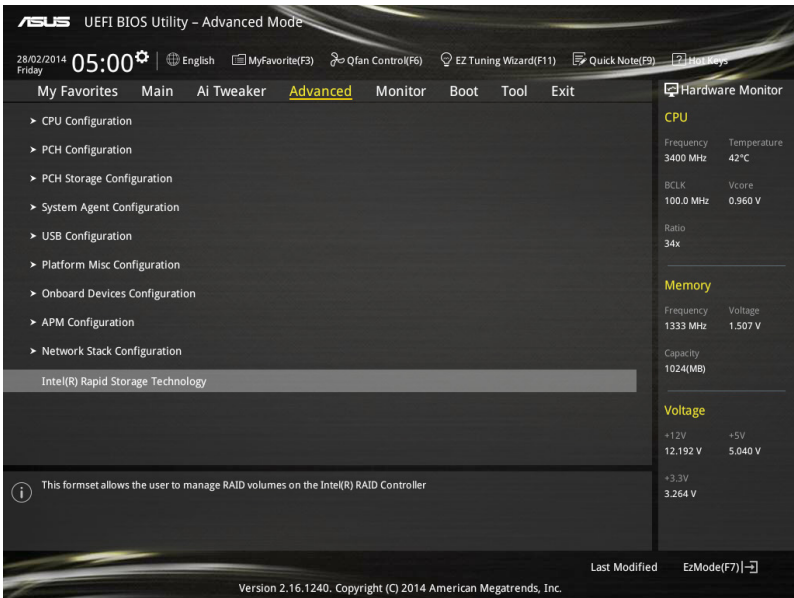 ASUS UEFI BIOS Utility – Advanced Mode
28/02/2014
Friday
05:00
English
MyFavorite(F3)
Qfan Control(F6)
EZ Tuning Wizard(F11)
Quick Note(F9)
Hot Keys
My Favorites Main Ai Tweaker Advanced Monitor Boot Tool Exit
CPU Configuration
PCH Configuration
PCH Storage Configuration
System Agent Configuration
USB Configuration
Platform Misc Configuration
Onboard Devices Configuration
APM Configuration
Network Stack Configuration
Intel(R) Rapid Storage Technology
This formset allows the user to manage RAID volumes on the Intel(R) RAID Controller
Hardware Monitor
CPU
Frequency Temperature
3400 MHz 42°C
BCLK Vcore
100.0 MHz 0.960 V
Ratio
34x
Memory
Frequency Voltage
1333 MHz 1.507 V
Capacity
1024(MB)
Voltage
+12V +5V
12.192 V 5.040 V
+3.3V
3.264 V
Last Modified EzMode(F7)
Version 2.16.1240. Copyright (C) 2014 American Megatrends, Inc.